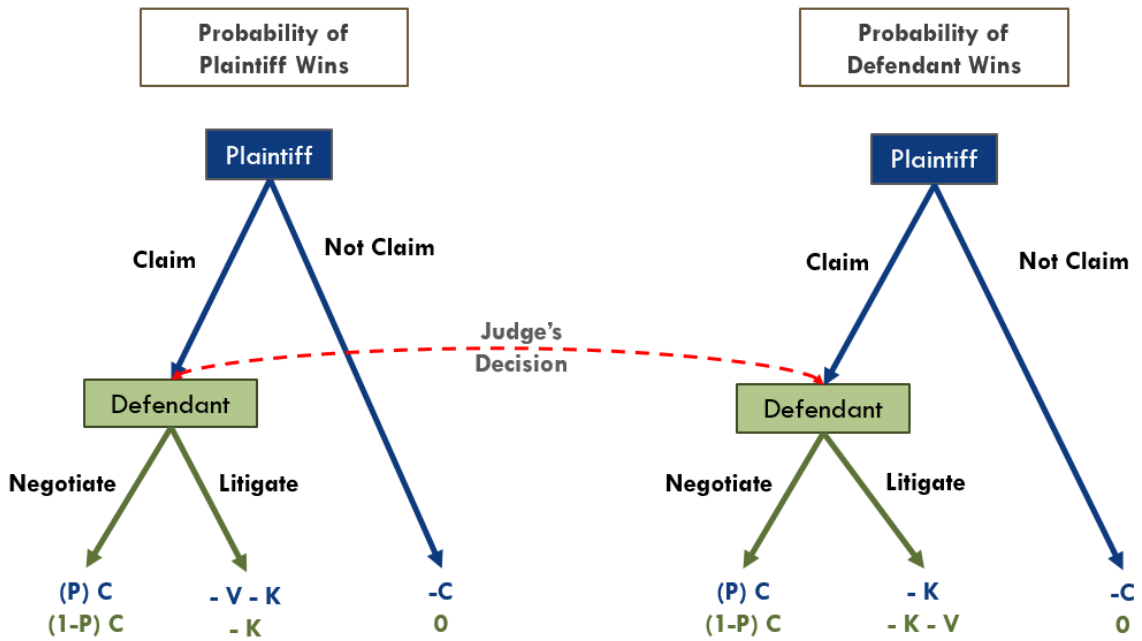 Probability of
Plaintiff Wins
Probability of
Defendant Wins
Plaintiff
Plaintiff
Claim
Not Claim
Claim
Not Claim
Judge's
Decision
Defendant
Defendant
Negotiate
Litigate
Negotiate
Litigate
(P) C
- V - K
-C
(P) C
- K
-C
(1-P) C
- K
0
(1-P) C
- K - V
0